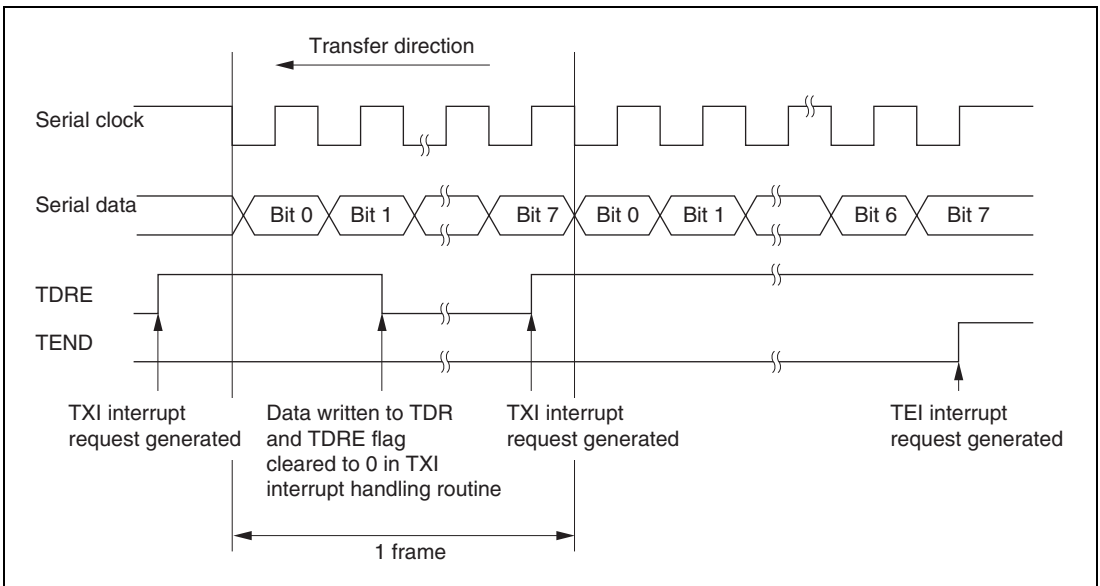 Transfer direction
Serial clock
Serial data
Bit 0 Bit 1 Bit 7 Bit 0 Bit 1 Bit 6 Bit 7
TDRE
TEND
TXI interrupt
request generated
Data written to TDR
and TDRE flag
cleared to 0 in TXI
interrupt handling routine
TXI interrupt
request generated
TEI interrupt
request generated
1 frame